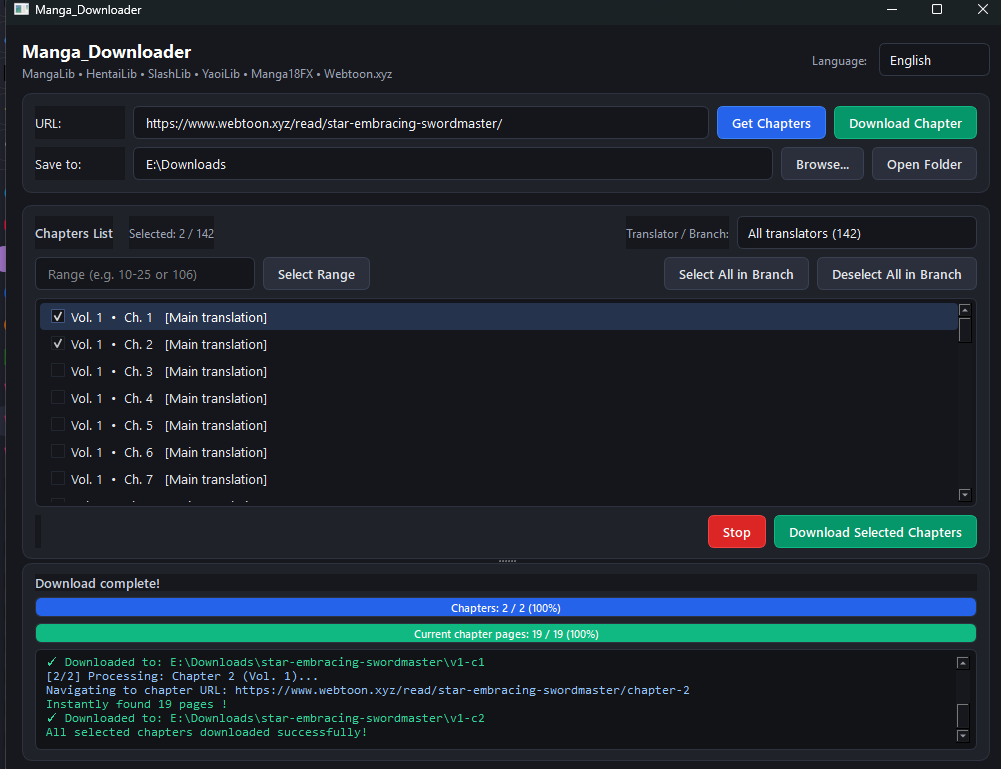 Manga_Downloader
Manga_Downloader
MangaLib • HentaiLib • SlashLib • YaoiLib • Manga18FX • Webtoon.xyz
Language: English
URL: https://www.webtoon.xyz/read/star-embracing-swordmaster/ Get Chapters Download Chapter
Save to: E:\Downloads Browse... Open Folder
Chapters List Selected: 2 / 142 Translator / Branch: All translators (142)
Range (e.g. 10-25 or 106) Select Range Select All in Branch Deselect All in Branch
Vol. 1 • Ch. 1 [Main translation]
Vol. 1 • Ch. 2 [Main translation]
Vol. 1 • Ch. 3 [Main translation]
Vol. 1 • Ch. 4 [Main translation]
Vol. 1 • Ch. 5 [Main translation]
Vol. 1 • Ch. 6 [Main translation]
Vol. 1 • Ch. 7 [Main translation]
Stop Download Selected Chapters
Download complete!
Chapters: 2 / 2 (100%)
Current chapter pages: 19 / 19 (100%)
✓ Downloaded to: E:\Downloads\star-embracing-swordmaster\v1-c1
[2/2] Processing: Chapter 2 (Vol. 1)...
Navigating to chapter URL: https://www.webtoon.xyz/read/star-embracing-swordmaster/chapter-2
Instantly found 19 pages !
✓ Downloaded to: E:\Downloads\star-embracing-swordmaster\v1-c2
All selected chapters downloaded successfully!